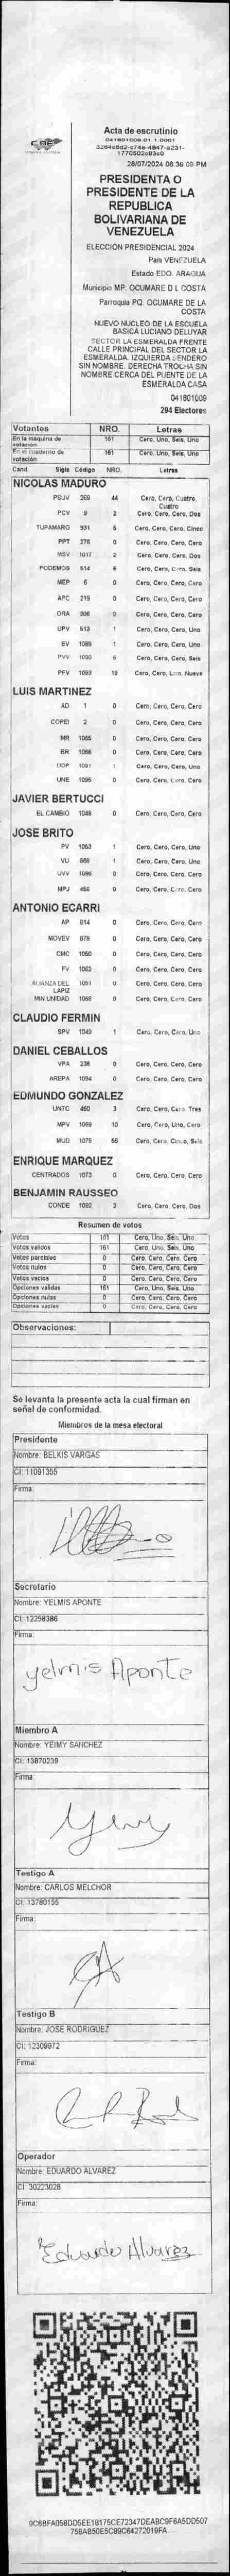 CNE
Acta de escrutinio
28/07/2024 06:36:09 PM
PRESIDENTA O
PRESIDENTE DE LA
REPUBLICA
BOLIVARIANA DE
VENEZUELA
ELECCIÓN PRESIDENCIAL 2024
País VENEZUELA
Estado EDO. ARAGUA
Municipio MP. OCUMARE D L COSTA
Parroquia PQ. OCUMARE DE LA
COSTA
NUEVO NUCLEO DE LA ESCUELA
BASICA LUCIANO DELUYAR
SECTOR LA ESMERALDA FRENTE
CALLE PRINCIPAL DEL SECTOR LA
ESMERALDA. IZQUIERDA LINDERO
SIN NOMBRE. DERECHA TROCHA SIN
NOMBRE CERCA DEL PUENTE DE LA
ESMERALDA CASA
041801009
294 Electores
Votantes NRO. Letras
En la máquina de votación 161 Cero, Uno, Seis, Uno
En el cuaderno de votación 161 Cero, Uno, Seis, Uno
Cand. Sigla Código NRO. Letras
NICOLAS MADURO
PSUV 269 44 Cero, Cero, Cuatro, Cuatro
PCV 9 2 Cero, Cero, Cero, Dos
TUPAMARO 931 5 Cero, Cero, Cero, Cinco
PPT 276 0 Cero, Cero, Cero, Cero
MSV 1017 2 Cero, Cero, Cero, Dos
PODEMOS 514 6 Cero, Cero, Cero, Seis
MEP 6 0 Cero, Cero, Cero, Cero
APC 219 0 Cero, Cero, Cero, Cero
ORA 906 0 Cero, Cero, Cero, Cero
UPV 613 1 Cero, Cero, Cero, Uno
EV 1089 1 Cero, Cero, Cero, Uno
PVV 1090 6 Cero, Cero, Cero, Seis
PFV 1093 19 Cero, Cero, Uno, Nueve
LUIS MARTINEZ
AD 1 0 Cero, Cero, Cero, Cero
COPEI 2 0 Cero, Cero, Cero, Cero
MR 1065 0 Cero, Cero, Cero, Cero
BR 1066 0 Cero, Cero, Cero, Cero
DDP 1091 1 Cero, Cero, Cero, Uno
UNE 1095 0 Cero, Cero, Cero, Cero
JAVIER BERTUCCI
EL CAMBIO 1048 0 Cero, Cero, Cero, Cero
JOSE BRITO
PV 1053 1 Cero, Cero, Cero, Uno
VU 868 1 Cero, Cero, Cero, Uno
UVV 1096 0 Cero, Cero, Cero, Cero
MPJ 456 0 Cero, Cero, Cero, Cero
ANTONIO ECARRI
AP 914 0 Cero, Cero, Cero, Cero
MOVEV 979 0 Cero, Cero, Cero, Cero
CMC 1050 0 Cero, Cero, Cero, Cero
FV 1062 0 Cero, Cero, Cero, Cero
ALIANZA DEL LAPIZ 1051 0 Cero, Cero, Cero, Cero
MIN UNIDAD 1068 0 Cero, Cero, Cero, Cero
CLAUDIO FERMIN
SPV 1049 1 Cero, Cero, Cero, Uno
DANIEL CEBALLOS
VPA 236 0 Cero, Cero, Cero, Cero
AREPA 1094 0 Cero, Cero, Cero, Cero
EDMUNDO GONZALEZ
UNTC 460 3 Cero, Cero, Cero, Tres
MPV 1069 10 Cero, Cero, Uno, Cero
MUD 1075 56 Cero, Cero, Cinco, Seis
ENRIQUE MARQUEZ
CENTRADOS 1073 0 Cero, Cero, Cero, Cero
BENJAMIN RAUSSEO
CONDE 1092 2 Cero, Cero, Cero, Dos
Resumen de votos
Votos 161 Cero, Uno, Seis, Uno
Votos validos 161 Cero, Uno, Seis, Uno
Votos parciales 0 Cero, Cero, Cero, Cero
Votos nulos 0 Cero, Cero, Cero, Cero
Votos vacios 0 Cero, Cero, Cero, Cero
Opciones validas 161 Cero, Uno, Seis, Uno
Opciones nulas 0 Cero, Cero, Cero, Cero
Opciones vacias 0 Cero, Cero, Cero, Cero
Observaciones:
Se levanta la presente acta la cual firman en
señal de conformidad.
Miembros de la mesa electoral
Presidente
Nombre: BELKIS VARGAS
CI: 11091355
Firma:
Secretario
Nombre: YELMIS APONTE
CI: 12258386
Firma:
yelmis Aponte
Miembro A
Nombre: YEIMY SANCHEZ
CI: 13870239
Firma:
Testigo A
Nombre: CARLOS MELCHOR
CI: 13780155
Firma:
Testigo B
Nombre: JOSE RODRIGUEZ
CI: 12309972
Firma:
Operador
Nombre: EDUARDO ALVAREZ
CI: 30223028
Firma:
Eduardo Alvarez
9C6BFA058DD5EE18175CE72347DEABC9F6A5DD507
758AB50E5C89C64272019FA